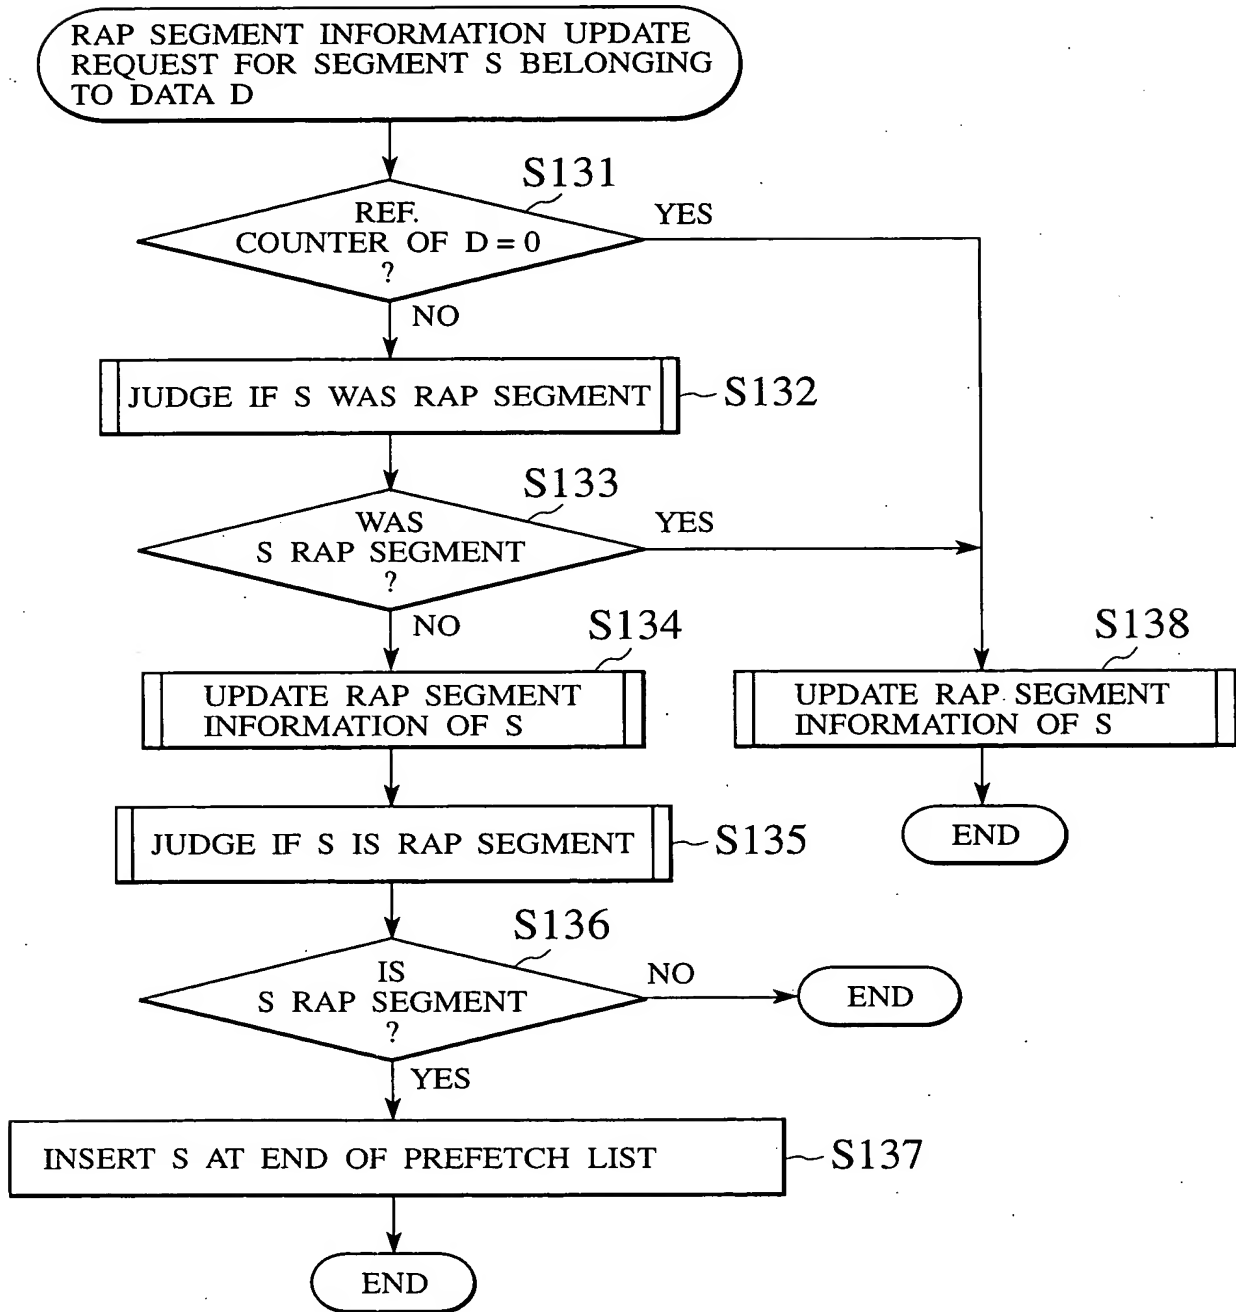 RAP SEGMENT INFORMATION UPDATE
REQUEST FOR SEGMENT S BELONGING
TO DATA D
S131
REF.
COUNTER OF D = 0
?
YES
NO
JUDGE IF S WAS RAP SEGMENT
S132
S133
WAS
S RAP SEGMENT
?
YES
NO
S134
UPDATE RAP SEGMENT
INFORMATION OF S
S138
UPDATE RAP SEGMENT
INFORMATION OF S
END
JUDGE IF S IS RAP SEGMENT
S135
S136
IS
S RAP SEGMENT
?
NO
END
YES
INSERT S AT END OF PREFETCH LIST
S137
END